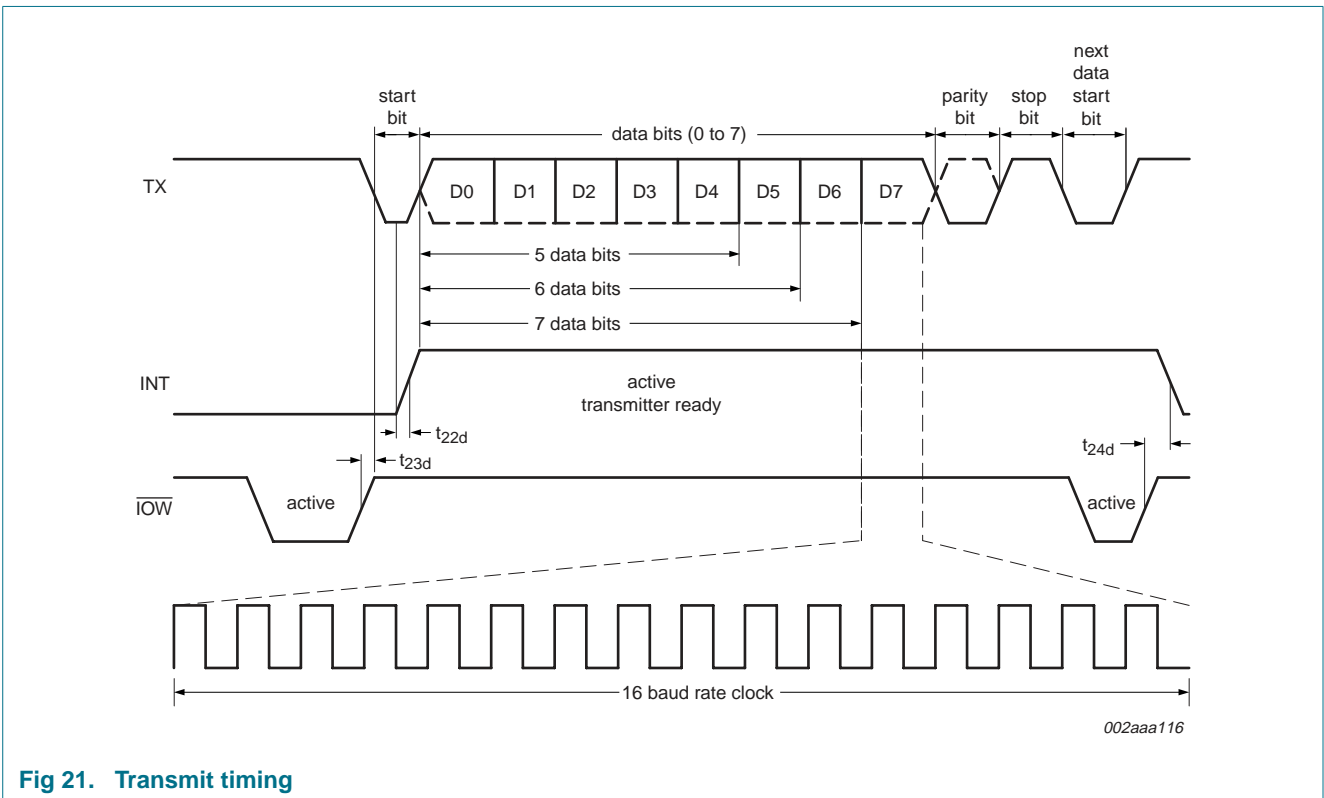 next
data
start
bit
start
bit
parity
bit
stop
bit
data bits (0 to 7)
TX
D0 D1 D2 D3 D4 D5 D6 D7
5 data bits
6 data bits
7 data bits
INT
active
transmitter ready
t22d
t24d
t23d
IOW
active
active
16 baud rate clock
002aaa116
Fig 21. Transmit timing